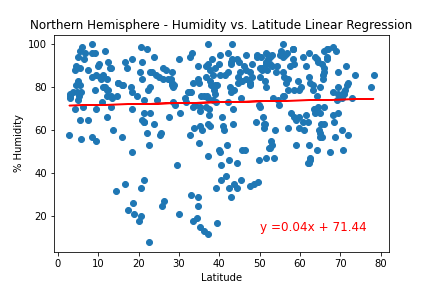 Northern Hemisphere - Humidity vs. Latitude Linear Regression
100
80
60
40
20
% Humidity
y =0.04x + 71.44
0 10 20 30 40 50 60 70 80
Latitude